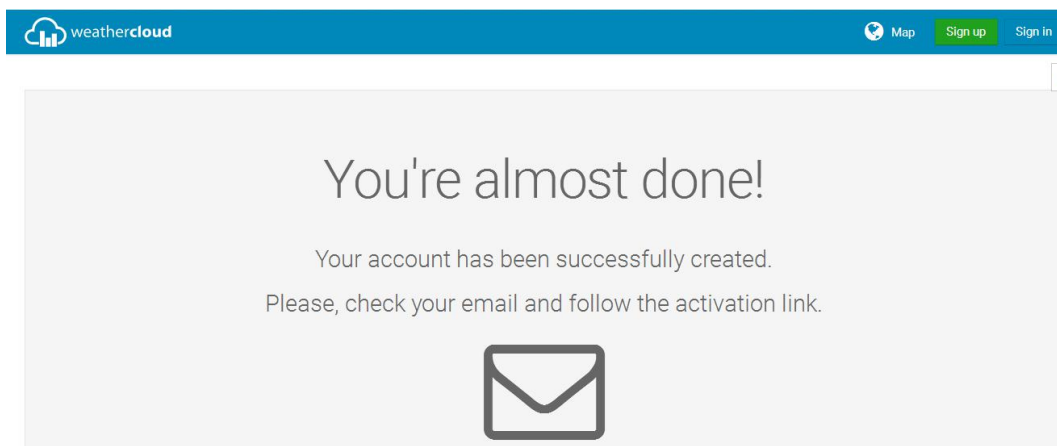 weathercloud
Map
Sign up
Sign in
You're almost done!
Your account has been successfully created.
Please, check your email and follow the activation link.